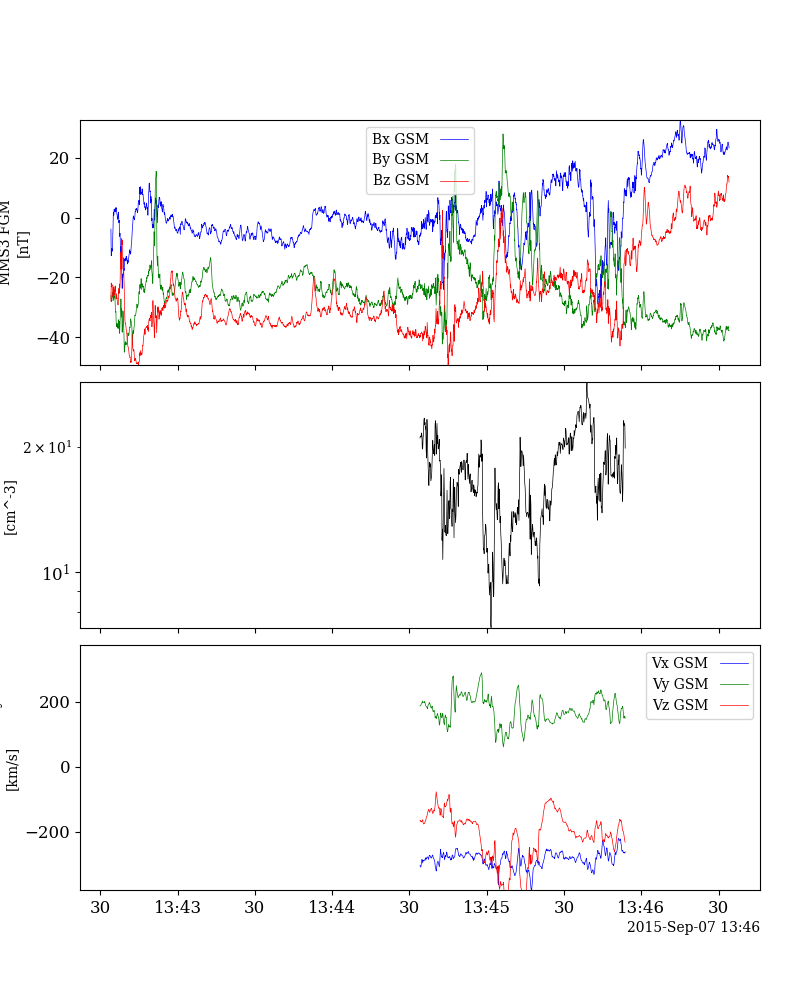 Bx GSM
By GSM
Bz GSM
20
0
−20
−40
MMS3 FGM
[nT]
2 × 10¹
10¹
[cm^-3]
Vx GSM
Vy GSM
Vz GSM
200
0
−200
[km/s]
30 13:43 30 13:44 30 13:45 30 13:46 30
2015-Sep-07 13:46